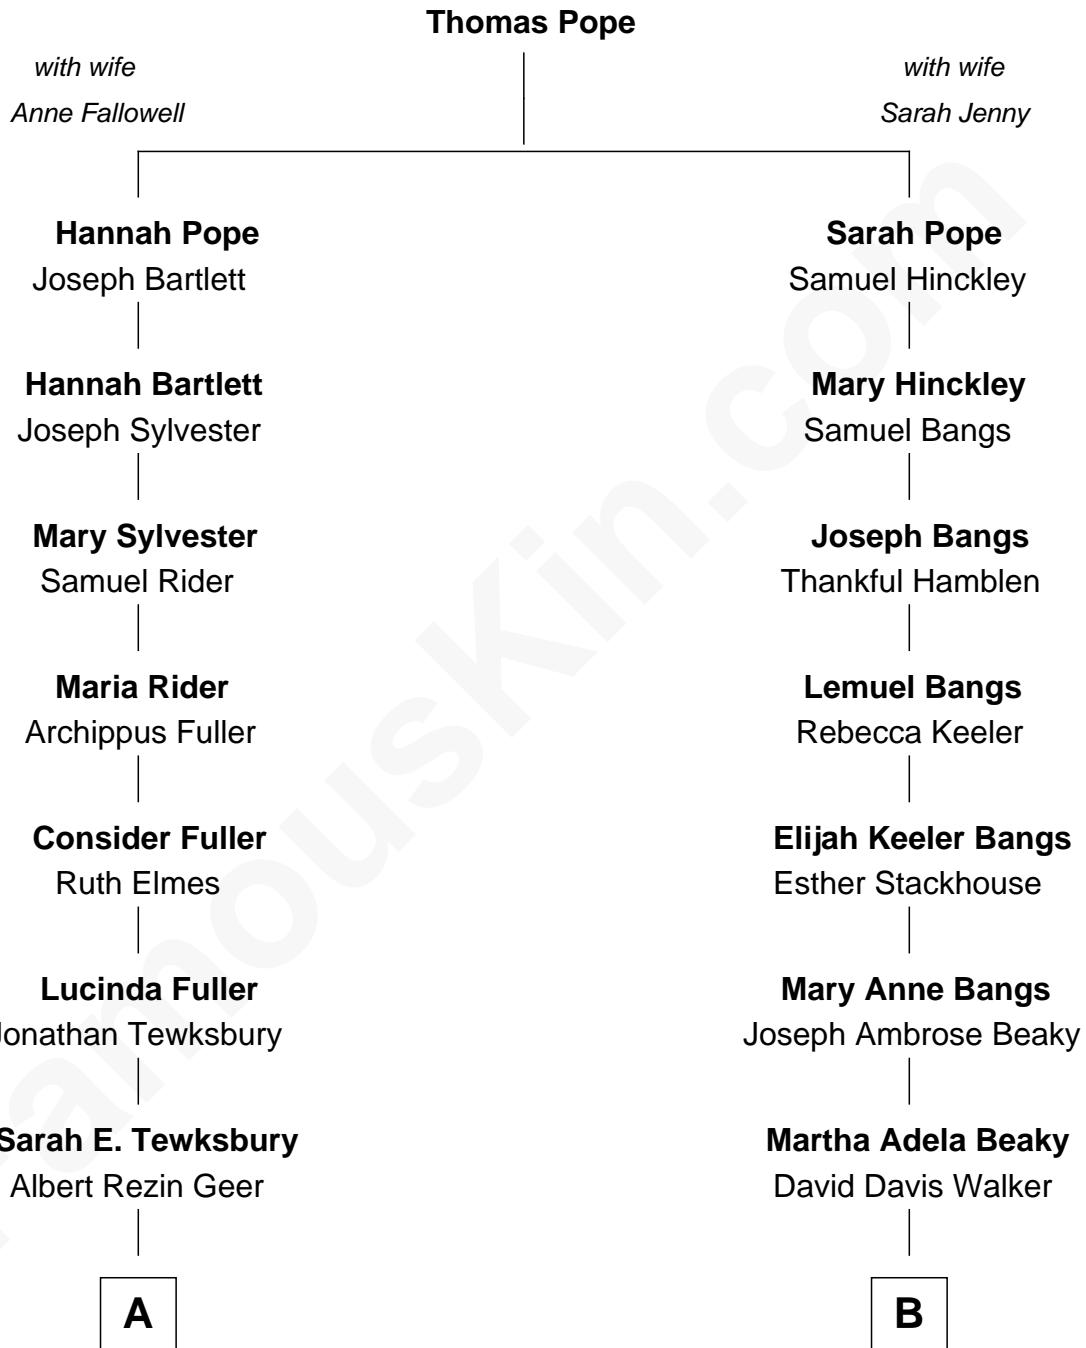 Thomas Pope
with wife
Anne Fallowell
with wife
Sarah Jenny
Hannah Pope
Joseph Bartlett
Sarah Pope
Samuel Hinckley
Hannah Bartlett
Joseph Sylvester
Mary Hinckley
Samuel Bangs
Mary Sylvester
Samuel Rider
Joseph Bangs
Thankful Hamblen
Maria Rider
Archippus Fuller
Lemuel Bangs
Rebecca Keeler
Consider Fuller
Ruth Elmes
Elijah Keeler Bangs
Esther Stackhouse
Lucinda Fuller
Jonathan Tewksbury
Mary Anne Bangs
Joseph Ambrose Beaky
Sarah E. Tewksbury
Albert Rezin Geer
Martha Adela Beaky
David Davis Walker
A
B
FamousKin.com